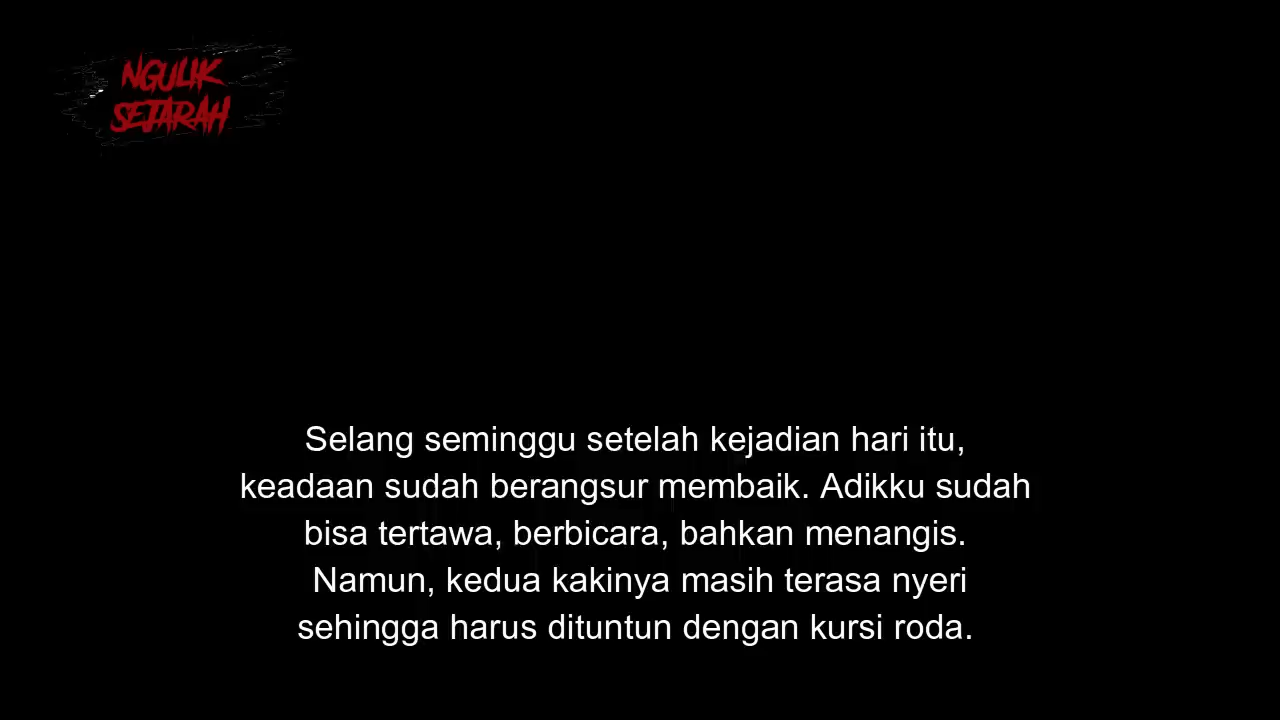 NGULIK
SEJARAH
Selang seminggu setelah kejadian hari itu,
keadaan sudah berangsur membaik. Adikku sudah
bisa tertawa, berbicara, bahkan menangis.
Namun, kedua kakinya masih terasa nyeri
sehingga harus dituntun dengan kursi roda.